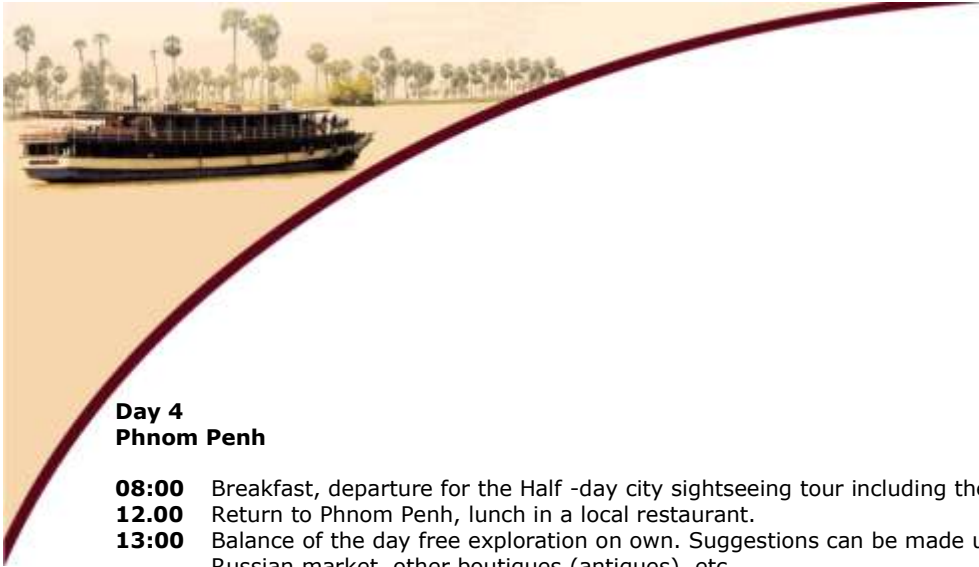 Day 4
Phnom Penh
08:00 Breakfast, departure for the Half -day city sightseeing tour including the
12.00 Return to Phnom Penh, lunch in a local restaurant.
13:00 Balance of the day free exploration on own. Suggestions can be made
Russian market, other boutiques (antiques), etc.